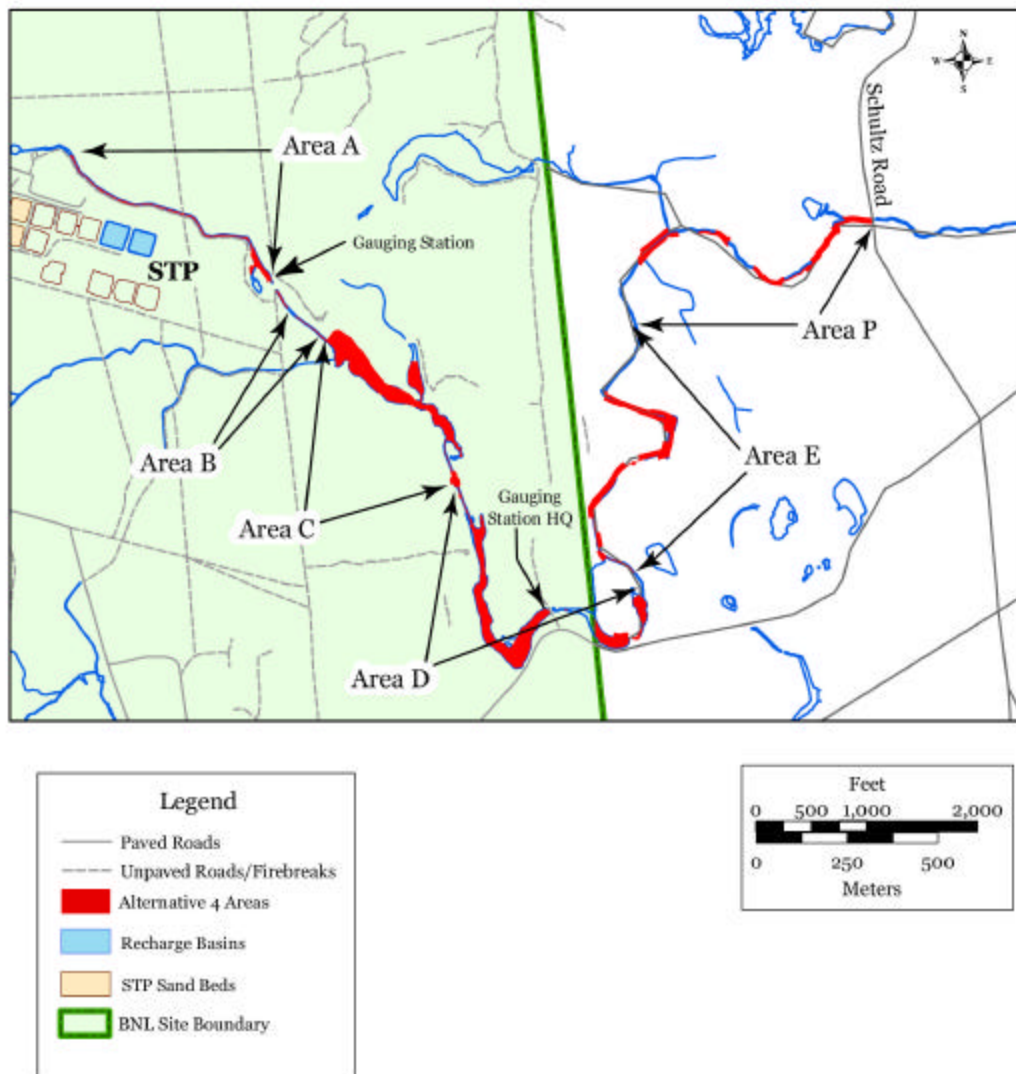 N
W E
S
Schultz Road
Area A
Gauging Station
STP
Area P
Area B
Area E
Gauging
Station HQ
Area C
Area D
Legend
Paved Roads
Unpaved Roads/Firebreaks
Alternative 4 Areas
Recharge Basins
STP Sand Beds
BNL Site Boundary
Feet
0 500 1,000 2,000
0 250 500
Meters